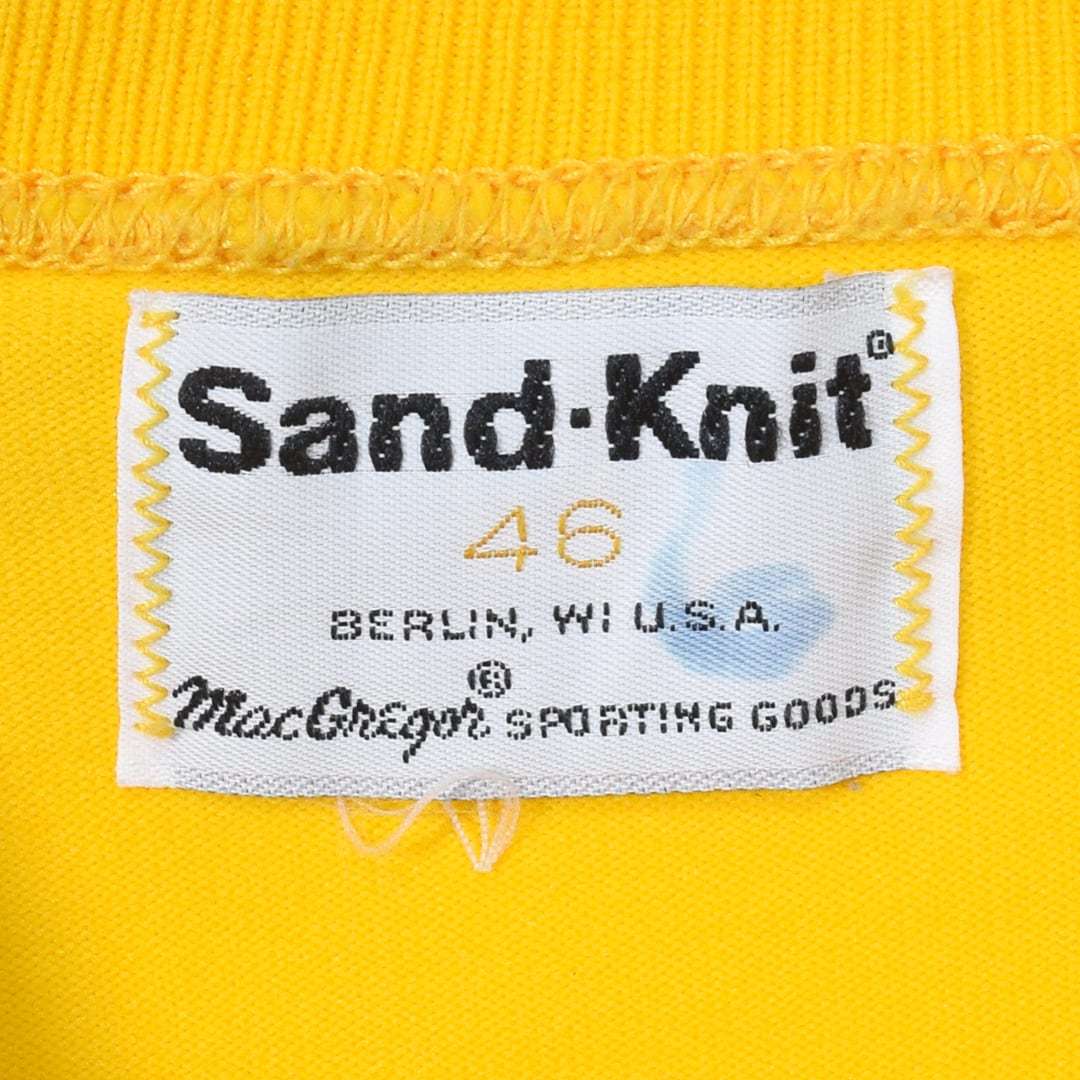 Sand·Knit®
46
BERLIN, WI U.S.A.
MacGregor® SPORTING GOODS